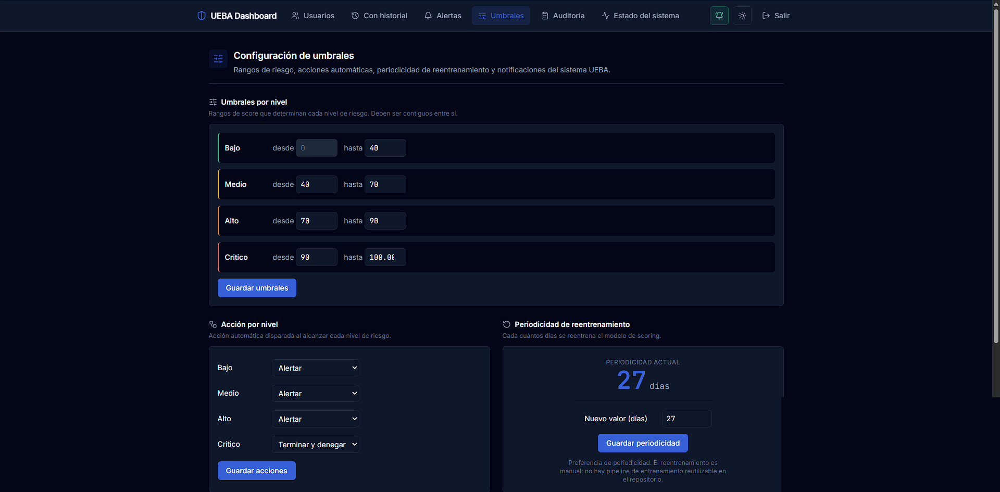 UEBA Dashboard Usuarios Con historial Alertas Umbrales Auditoría Estado del sistema Salir
Configuración de umbrales
Rangos de riesgo, acciones automáticas, periodicidad de reentrenamiento y notificaciones del sistema UEBA.
Umbrales por nivel
Rangos de score que determinan cada nivel de riesgo. Deben ser contiguos entre sí.
Bajo desde 0 hasta 40
Medio desde 40 hasta 70
Alto desde 70 hasta 90
Critico desde 90 hasta 100.00
Guardar umbrales
Acción por nivel
Acción automática disparada al alcanzar cada nivel de riesgo.
Bajo Alertar
Medio Alertar
Alto Alertar
Critico Terminar y denegar
Guardar acciones
Periodicidad de reentrenamiento
Cada cuántos días se reentrena el modelo de scoring.
PERIODICIDAD ACTUAL
27 días
Nuevo valor (días) 27
Guardar periodicidad
Preferencia de periodicidad. El reentrenamiento es
manual: no hay pipeline de entrenamiento reutilizable en
el repositorio.